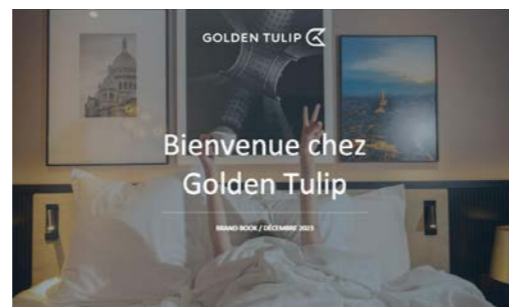 GOLDEN TULIP
Bienvenue chez
Golden Tulip
BRAND BOOK / DÉCEMBRE 2023